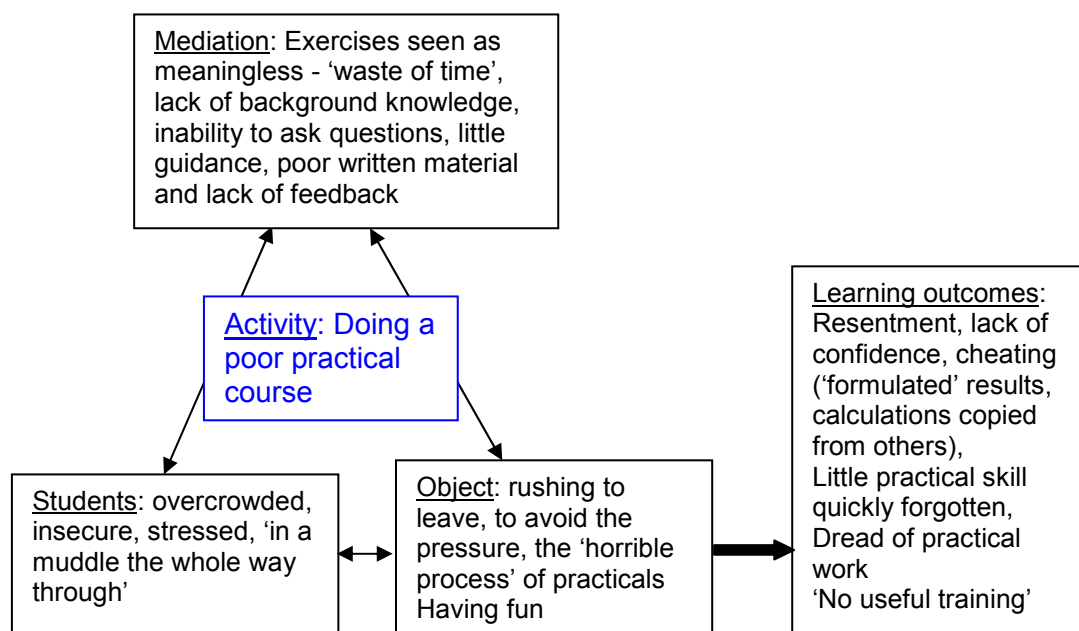 Mediation: Exercises seen as
meaningless - ‘waste of time’,
lack of background knowledge,
inability to ask questions, little
guidance, poor written material
and lack of feedback
Activity: Doing a
poor practical
course
Students: overcrowded,
insecure, stressed, ‘in a
muddle the whole way
through’
Object: rushing to
leave, to avoid the
pressure, the ‘horrible
process’ of practicals
Having fun
Learning outcomes:
Resentment, lack of
confidence, cheating
(‘formulated’ results,
calculations copied
from others),
Little practical skill
quickly forgotten,
Dread of practical
work
‘No useful training’